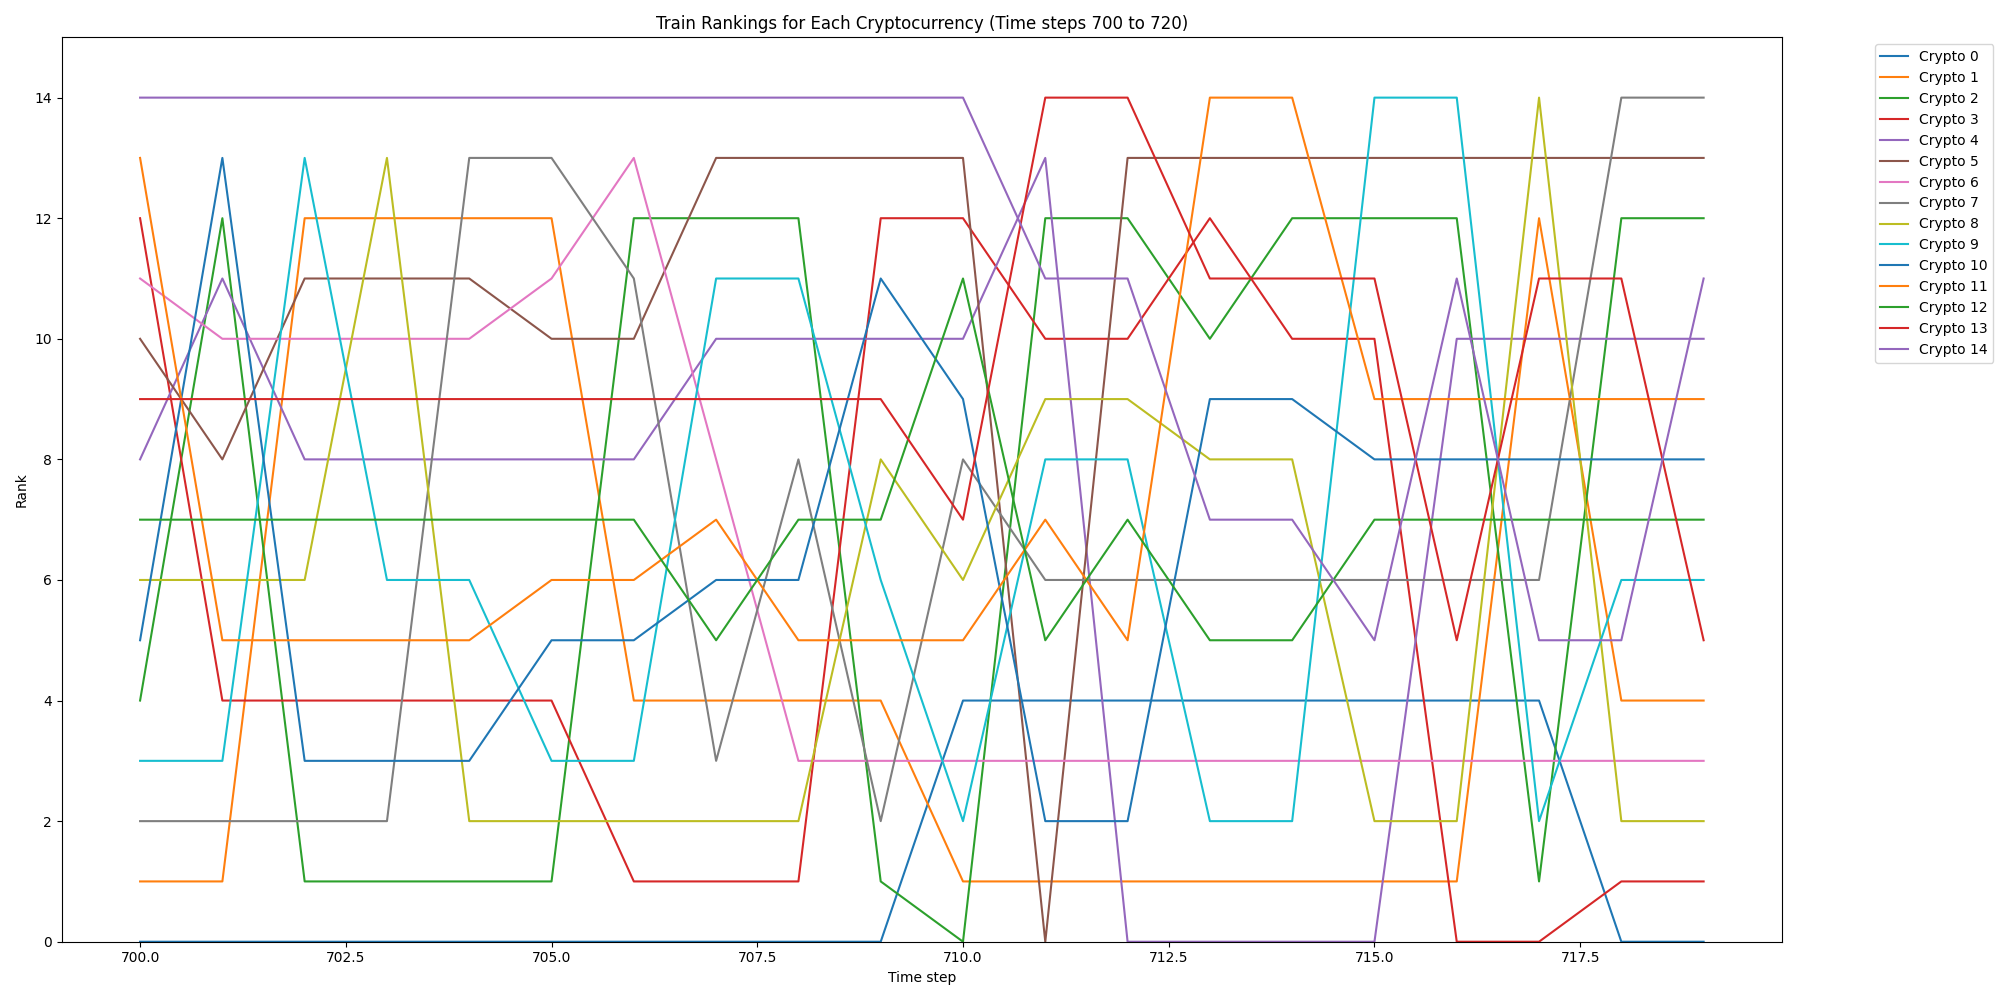 Train Rankings for Each Cryptocurrency (Time steps 700 to 720)
Rank
14
12
10
8
6
4
2
0
700.0 702.5 705.0 707.5 710.0 712.5 715.0 717.5
Time step
Crypto 0
Crypto 1
Crypto 2
Crypto 3
Crypto 4
Crypto 5
Crypto 6
Crypto 7
Crypto 8
Crypto 9
Crypto 10
Crypto 11
Crypto 12
Crypto 13
Crypto 14